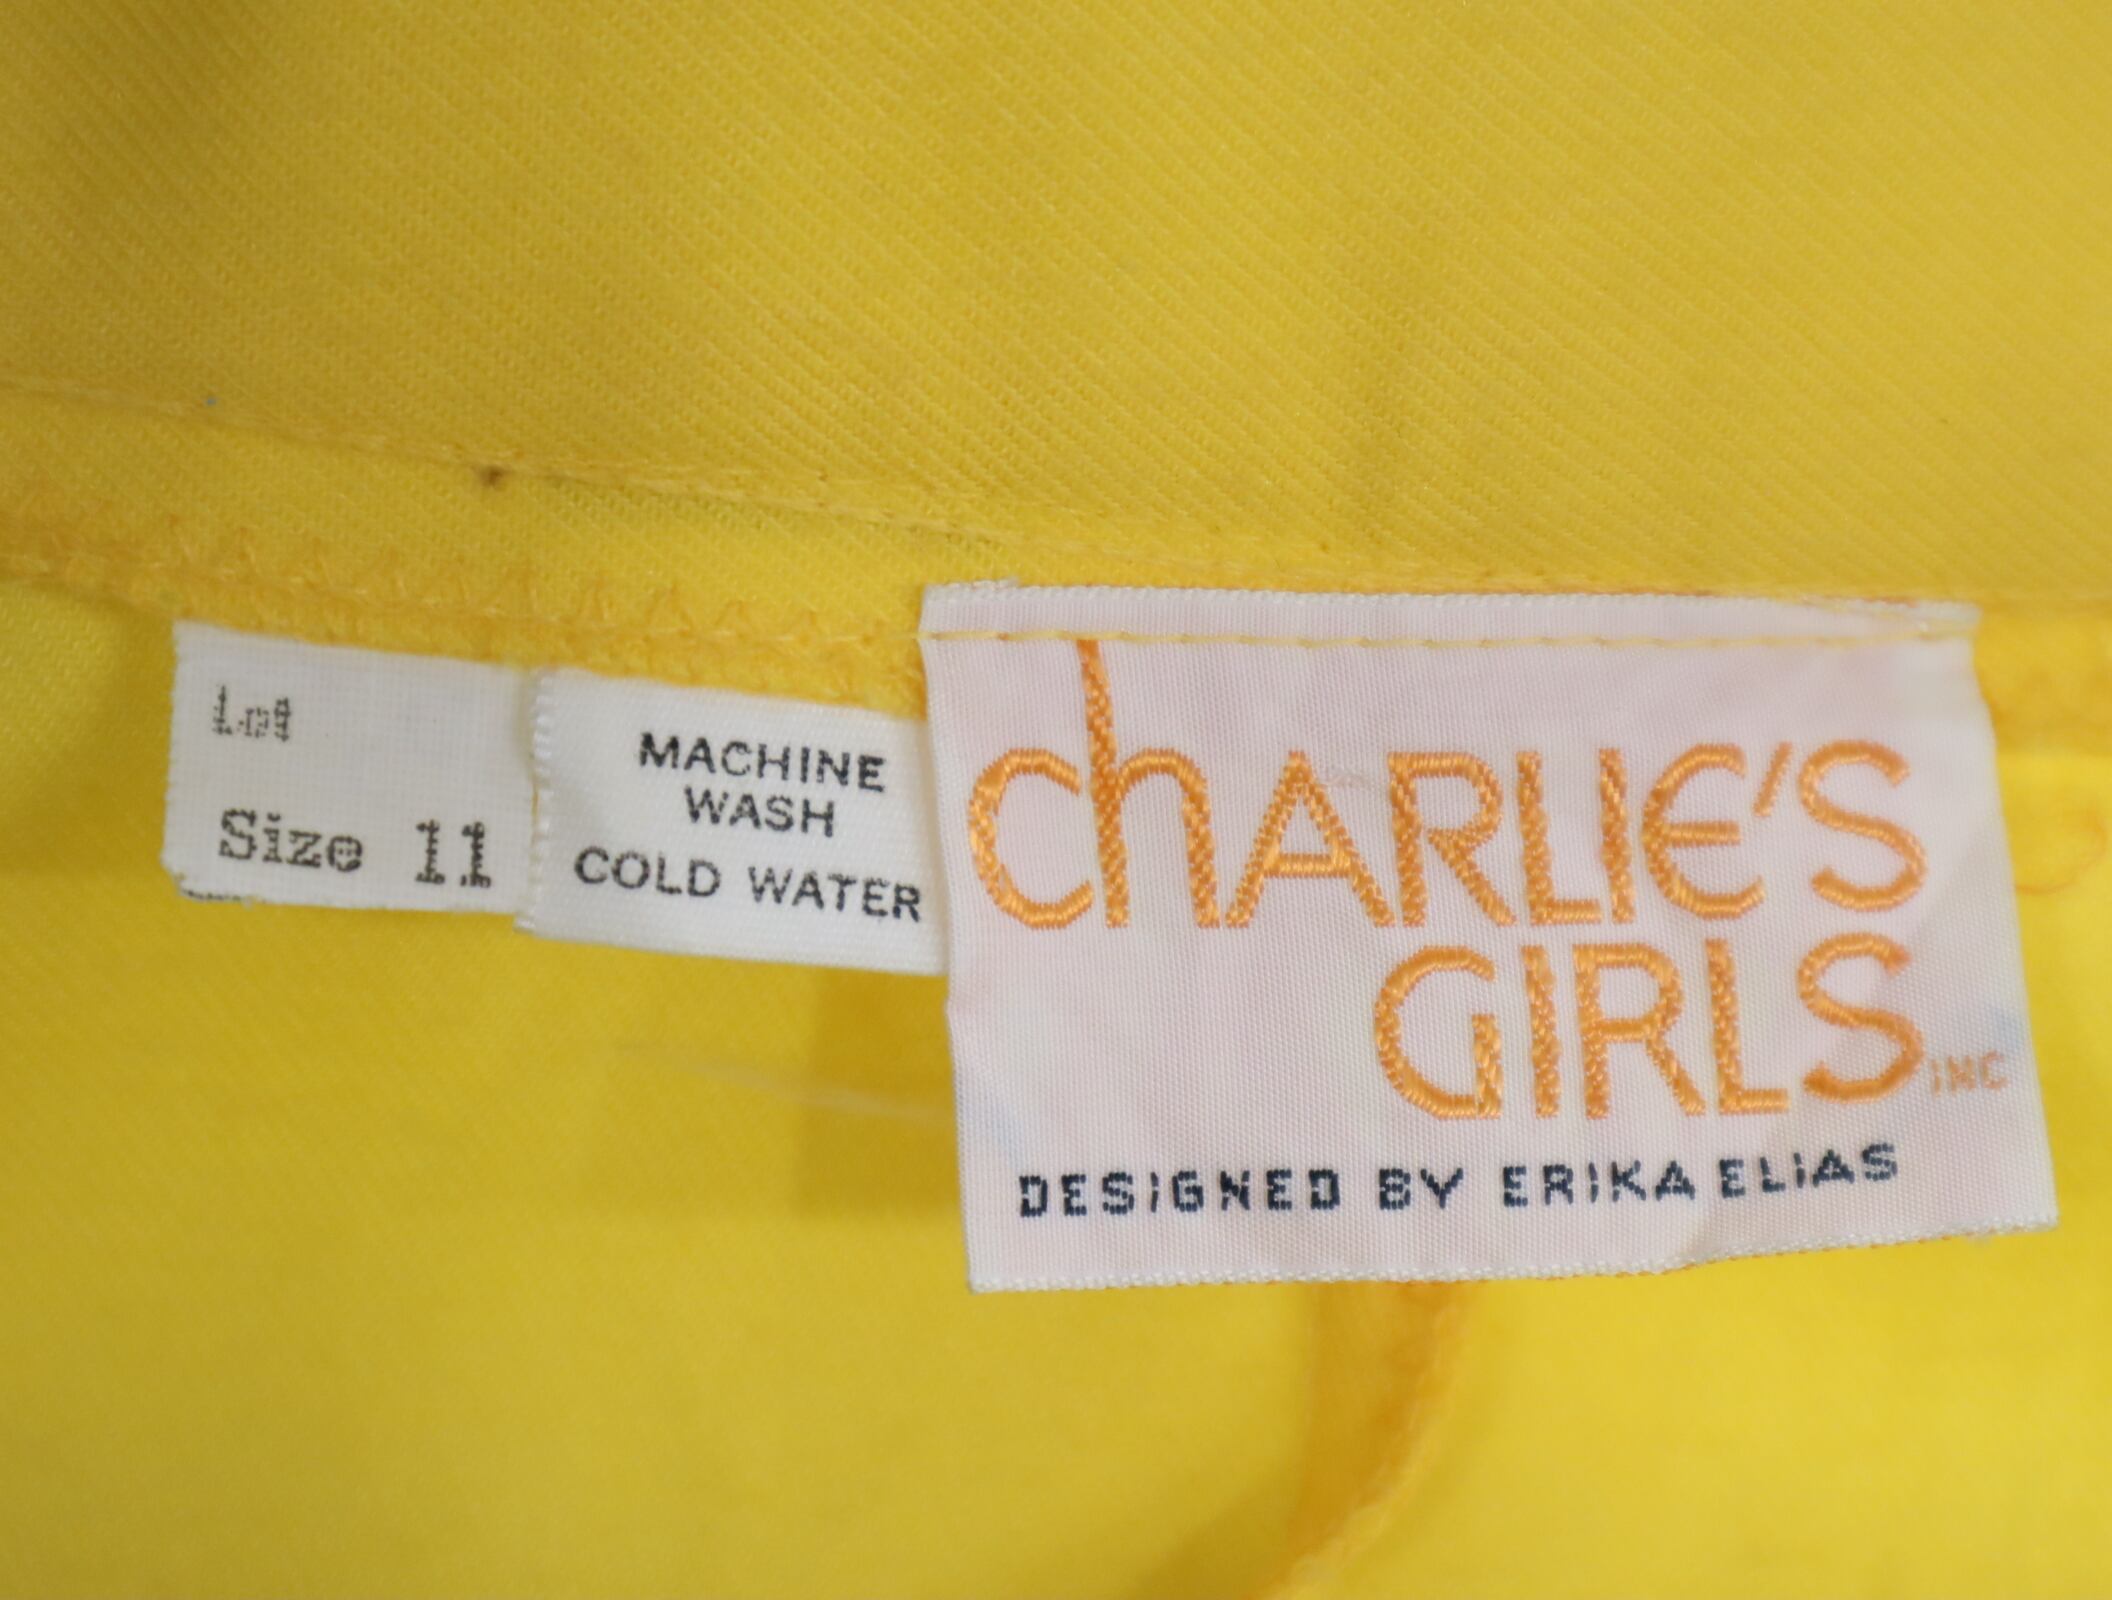 Lot
Size 11
MACHINE
WASH
COLD WATER
CHARLIE'S
GIRLS INC
DESIGNED BY ERIKA ELIAS